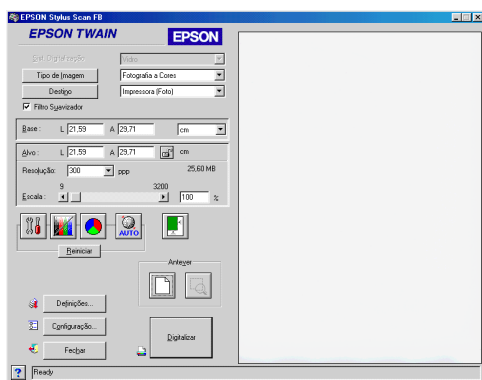 EPSON Stylus Scan FB
EPSON TWAIN
EPSON
Dist. Digitalização: Vidro
Tipo de Imagem Fotografia a Cores
Destino Impressora (Foto)
Filtro Suavizador
Base: L 21,59 A 29,71 cm
Alvo: L 21,59 A 29,71 cm
Resolução: 300 ppp 25,60 MB
9 3200
Escala: 100 %
AUTO
Reiniciar
Antever
Definições...
Configuração...
Digitalizar
Fechar
? Ready